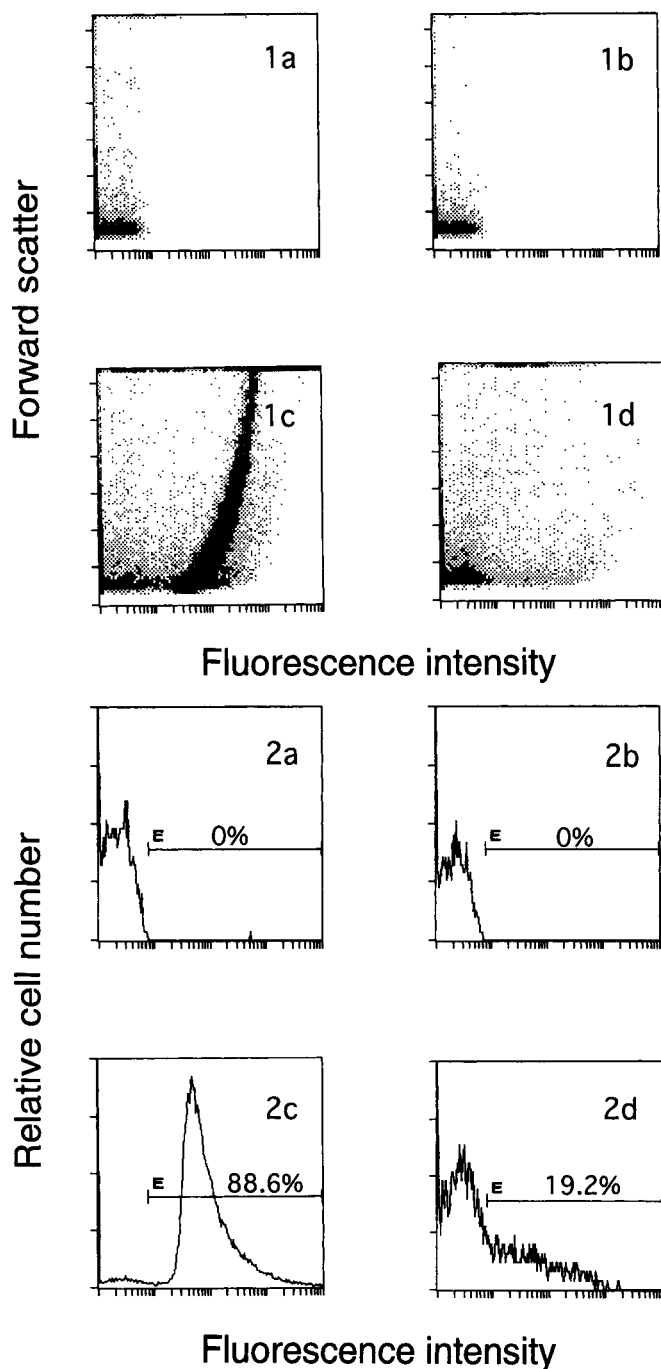 1a
1b
Forward scatter
1c
1d
Fluorescence intensity
2a
2b
E 0%
E 0%
Relative cell number
2c
2d
E 88.6%
E 19.2%
Fluorescence intensity